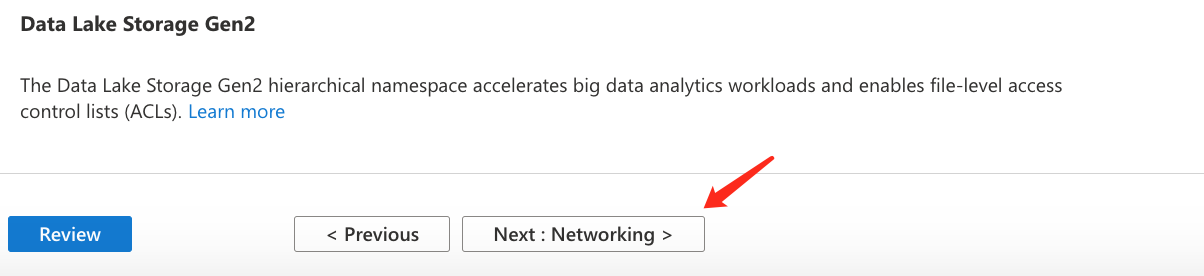 Data Lake Storage Gen2
The Data Lake Storage Gen2 hierarchical namespace accelerates big data analytics workloads and enables file-level access
control lists (ACLs). Learn more
Review
< Previous
Next : Networking >